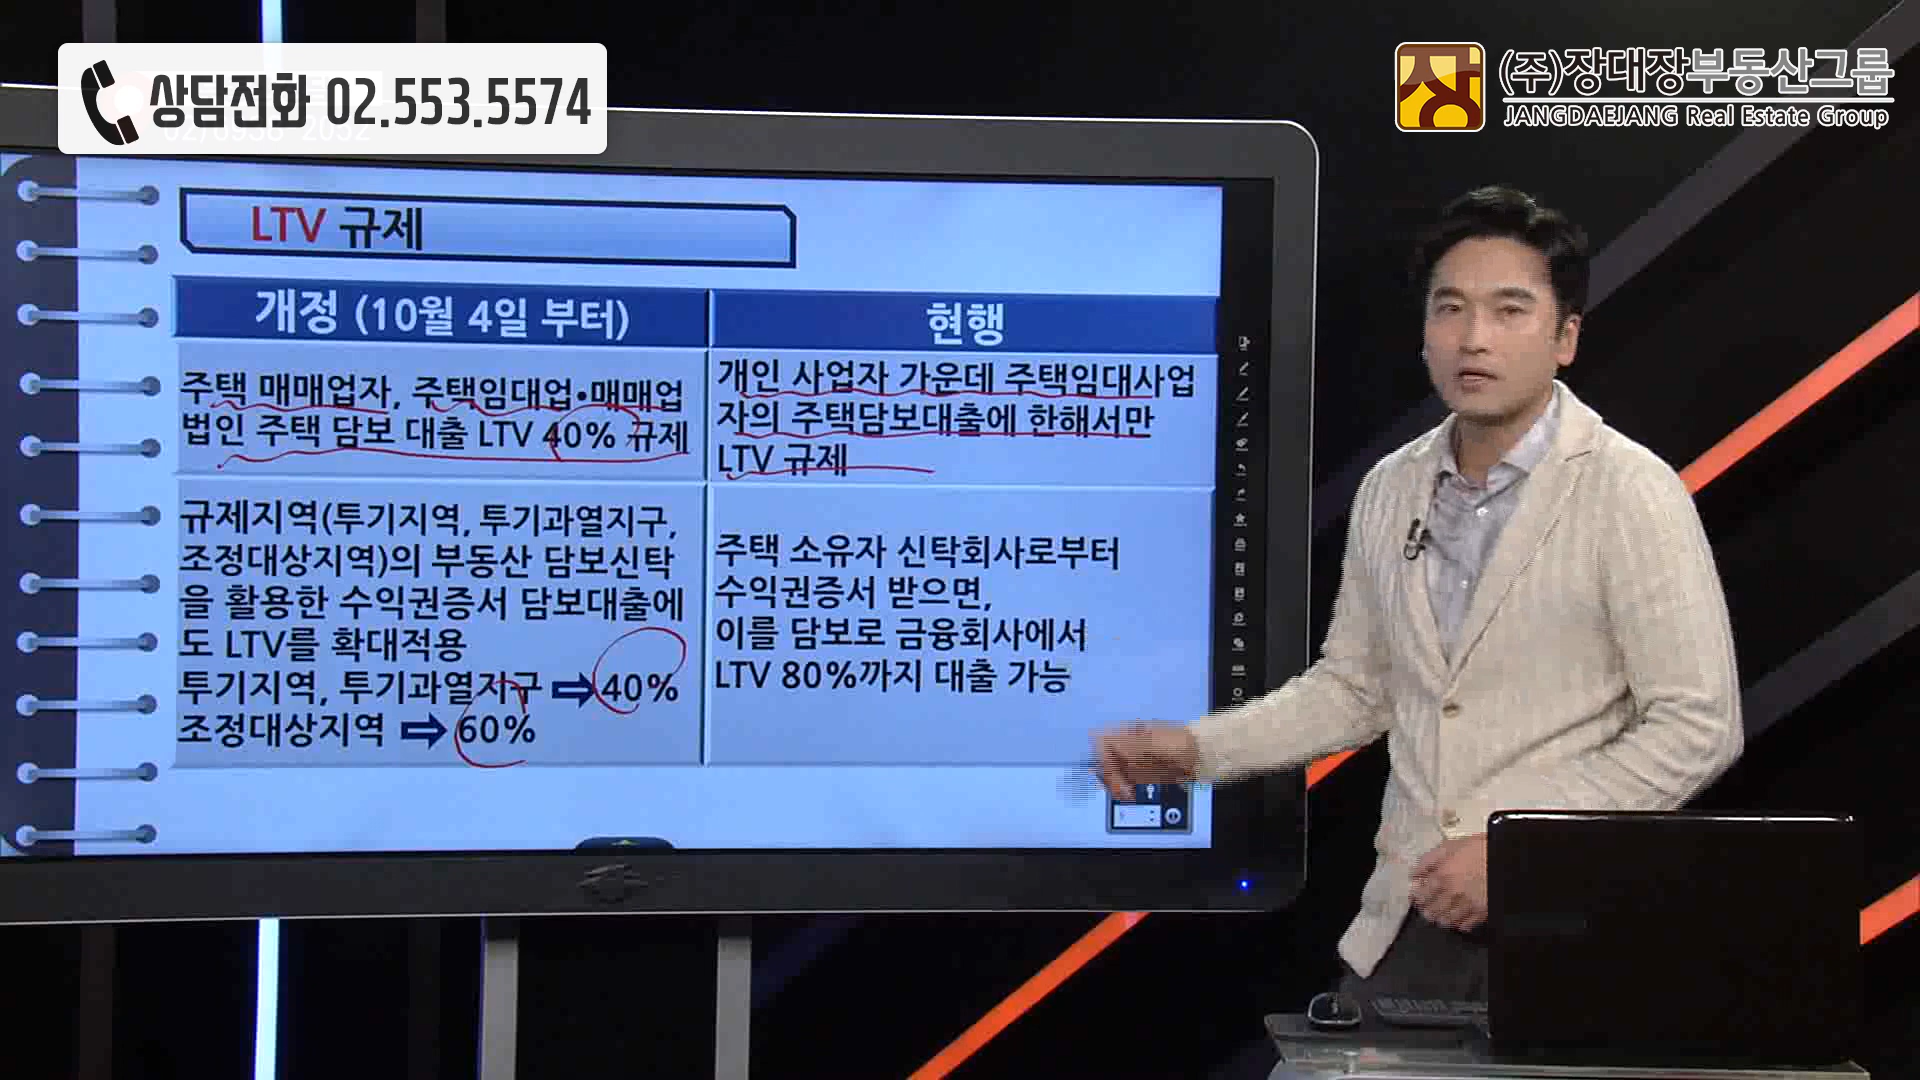 상담전화 02.553.5574
(주)장대장부동산그룹
JANGDAEJANG Real Estate Group
LTV 규제
개정 (10월 4일 부터)
현행
주택 매매업자, 주택임대업•매매업
법인 주택 담보 대출 LTV 40% 규제
개인 사업자 가운데 주택임대사업
자의 주택담보대출에 한해서만
LTV 규제
규제지역(투기지역, 투기과열지구,
조정대상지역)의 부동산 담보신탁
을 활용한 수익권증서 담보대출에
도 LTV를 확대적용
투기지역, 투기과열지구 ⇨ 40%
조정대상지역 ⇨ 60%
주택 소유자 신탁회사로부터
수익권증서 받으면,
이를 담보로 금융회사에서
LTV 80%까지 대출 가능